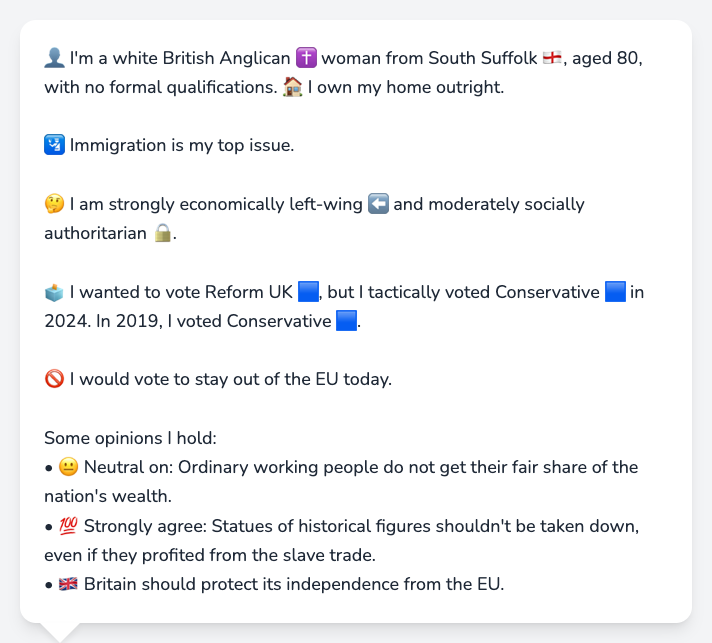 👤 I'm a white British Anglican ✝️ woman from South Suffolk 🏴󠁧󠁢󠁥󠁮󠁧󠁿, aged 80,
with no formal qualifications. 🏠 I own my home outright.
🛂 Immigration is my top issue.
🤔 I am strongly economically left-wing ⬅️ and moderately socially
authoritarian 🔒.
🗳️ I wanted to vote Reform UK 🟦, but I tactically voted Conservative 🟦 in
2024. In 2019, I voted Conservative 🟦.
🚫 I would vote to stay out of the EU today.
Some opinions I hold:
• 😐 Neutral on: Ordinary working people do not get their fair share of the
nation's wealth.
• 💯 Strongly agree: Statues of historical figures shouldn't be taken down,
even if they profited from the slave trade.
• 🇬🇧 Britain should protect its independence from the EU.